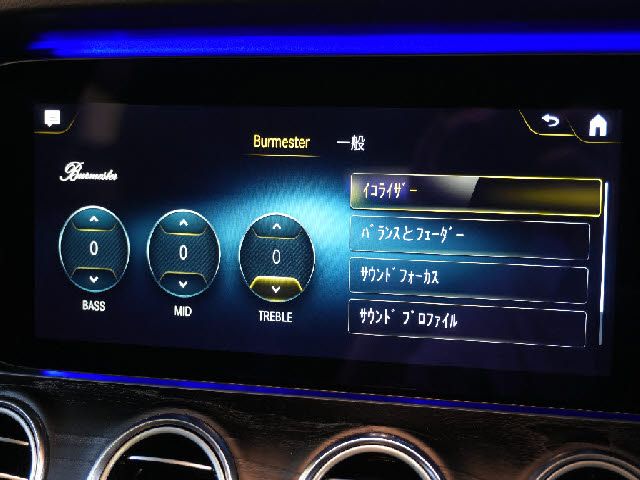 Burmester 一般
Burmester
イコライザー
バランスとフェーダー
サウンドフォーカス
サウンド プロファイル
0
0
0
BASS
MID
TREBLE